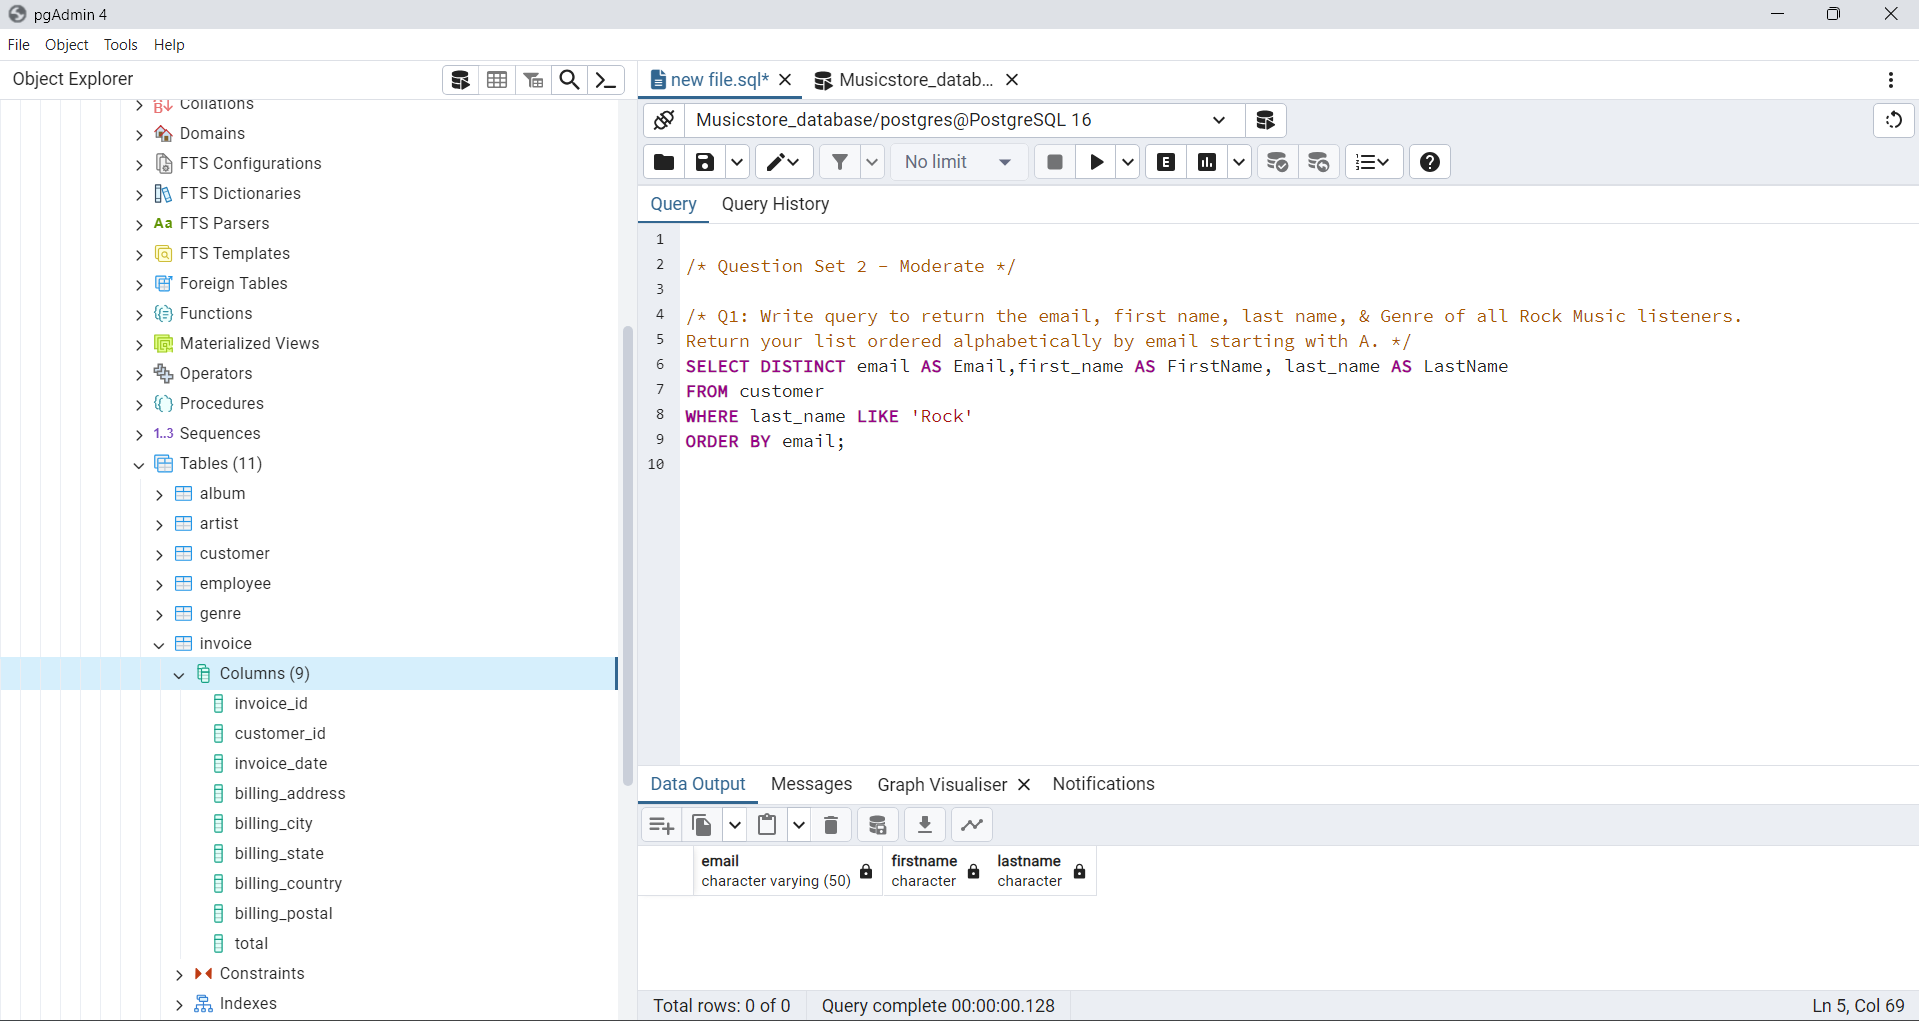 pgAdmin 4
File Object Tools Help
Object Explorer
Collations
Domains
FTS Configurations
FTS Dictionaries
Aa FTS Parsers
FTS Templates
Foreign Tables
Functions
Materialized Views
Operators
Procedures
1..3 Sequences
Tables (11)
album
artist
customer
employee
genre
invoice
Columns (9)
invoice_id
customer_id
invoice_date
billing_address
billing_city
billing_state
billing_country
billing_postal
total
Constraints
Indexes
new file.sql* Musicstore_datab...
Musicstore_database/postgres@PostgreSQL 16
No limit E
Query Query History
1
2 /* Question Set 2 - Moderate */
3
4 /* Q1: Write query to return the email, first name, last name, & Genre of all Rock Music listeners.
5 Return your list ordered alphabetically by email starting with A. */
6 SELECT DISTINCT email AS Email,first_name AS FirstName, last_name AS LastName
7 FROM customer
8 WHERE last_name LIKE 'Rock'
9 ORDER BY email;
10
Data Output Messages Graph Visualiser Notifications
email firstname lastname
character varying (50) character character
Total rows: 0 of 0 Query complete 00:00:00.128 Ln 5, Col 69